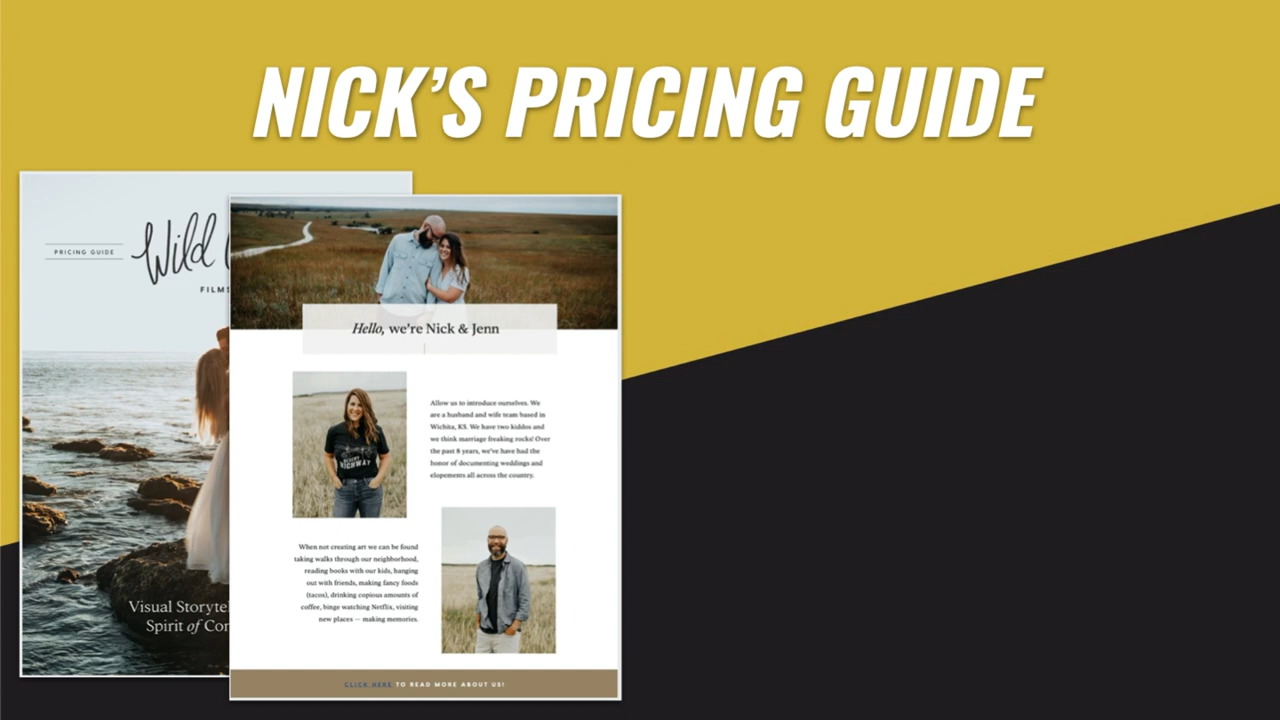 NICK’S PRICING GUIDE
PRICING GUIDE
Wild
FILMS
Visual
Spirit of
Hello, we're Nick & Jenn
DESERT
HIGHWAY
Allow us to introduce ourselves. We
are a husband and wife team based in
Wichita, KS. We have two kiddos and
we think marriage freaking rocks! Over
the past 8 years, we've have had the
honor of documenting weddings and
elopements all across the country.
When not creating art we can be found
taking walks through our neighborhood,
reading books with our kids, hanging
out with friends, making fancy foods
(tacos), drinking copious amounts of
coffee, binge watching Netflix, visiting
new places — making memories.
CLICK HERE TO READ MORE ABOUT US!